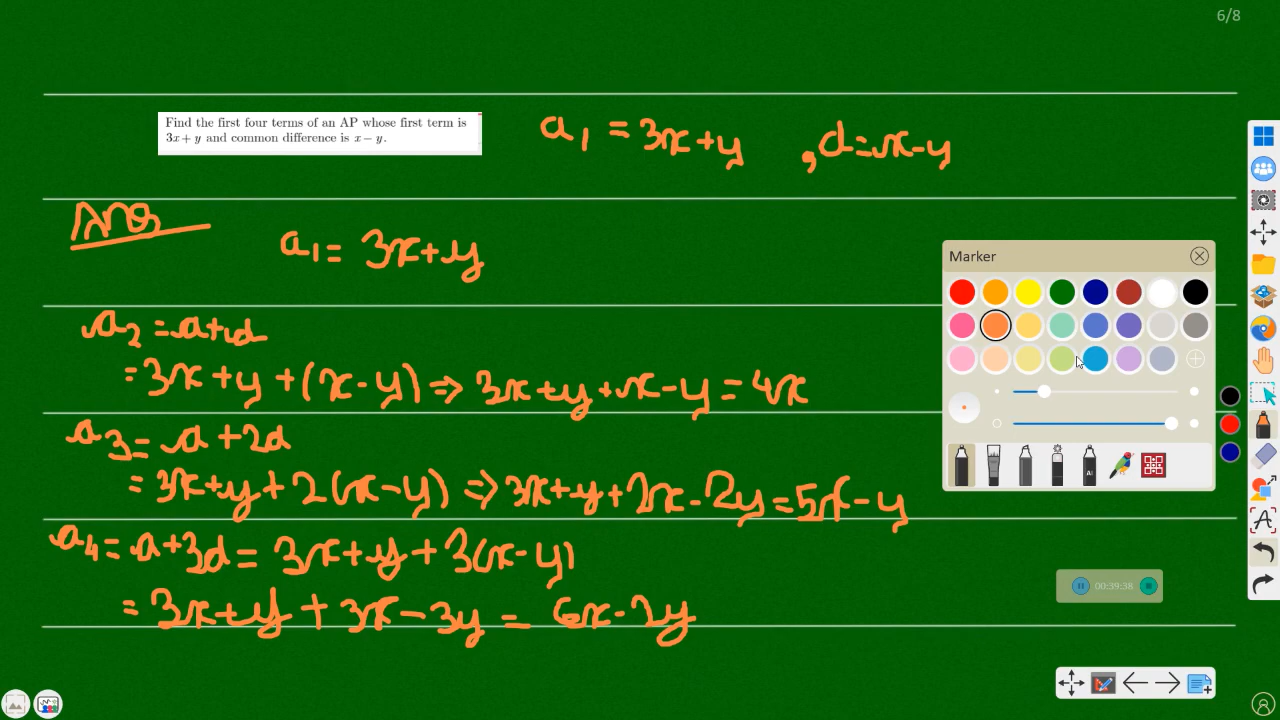 6/8
Find the first four terms of an AP whose first term is
3x + y and common difference is x − y.
a₁ = 3x+y , d=x-y
Ans
a₁ = 3x+y
a₂ = a+d
= 3x+y+(x-y) ⇒ 3x+y+x-y = 4x
a₃ = a+2d
= 3x+y+2(x-y) ⇒ 3x+y+2x-2y = 5x-y
a₄ = a+3d = 3x+y+3(x-y)
= 3x+y+3x-3y = 6x-2y
Marker
AI
A
00:39:38